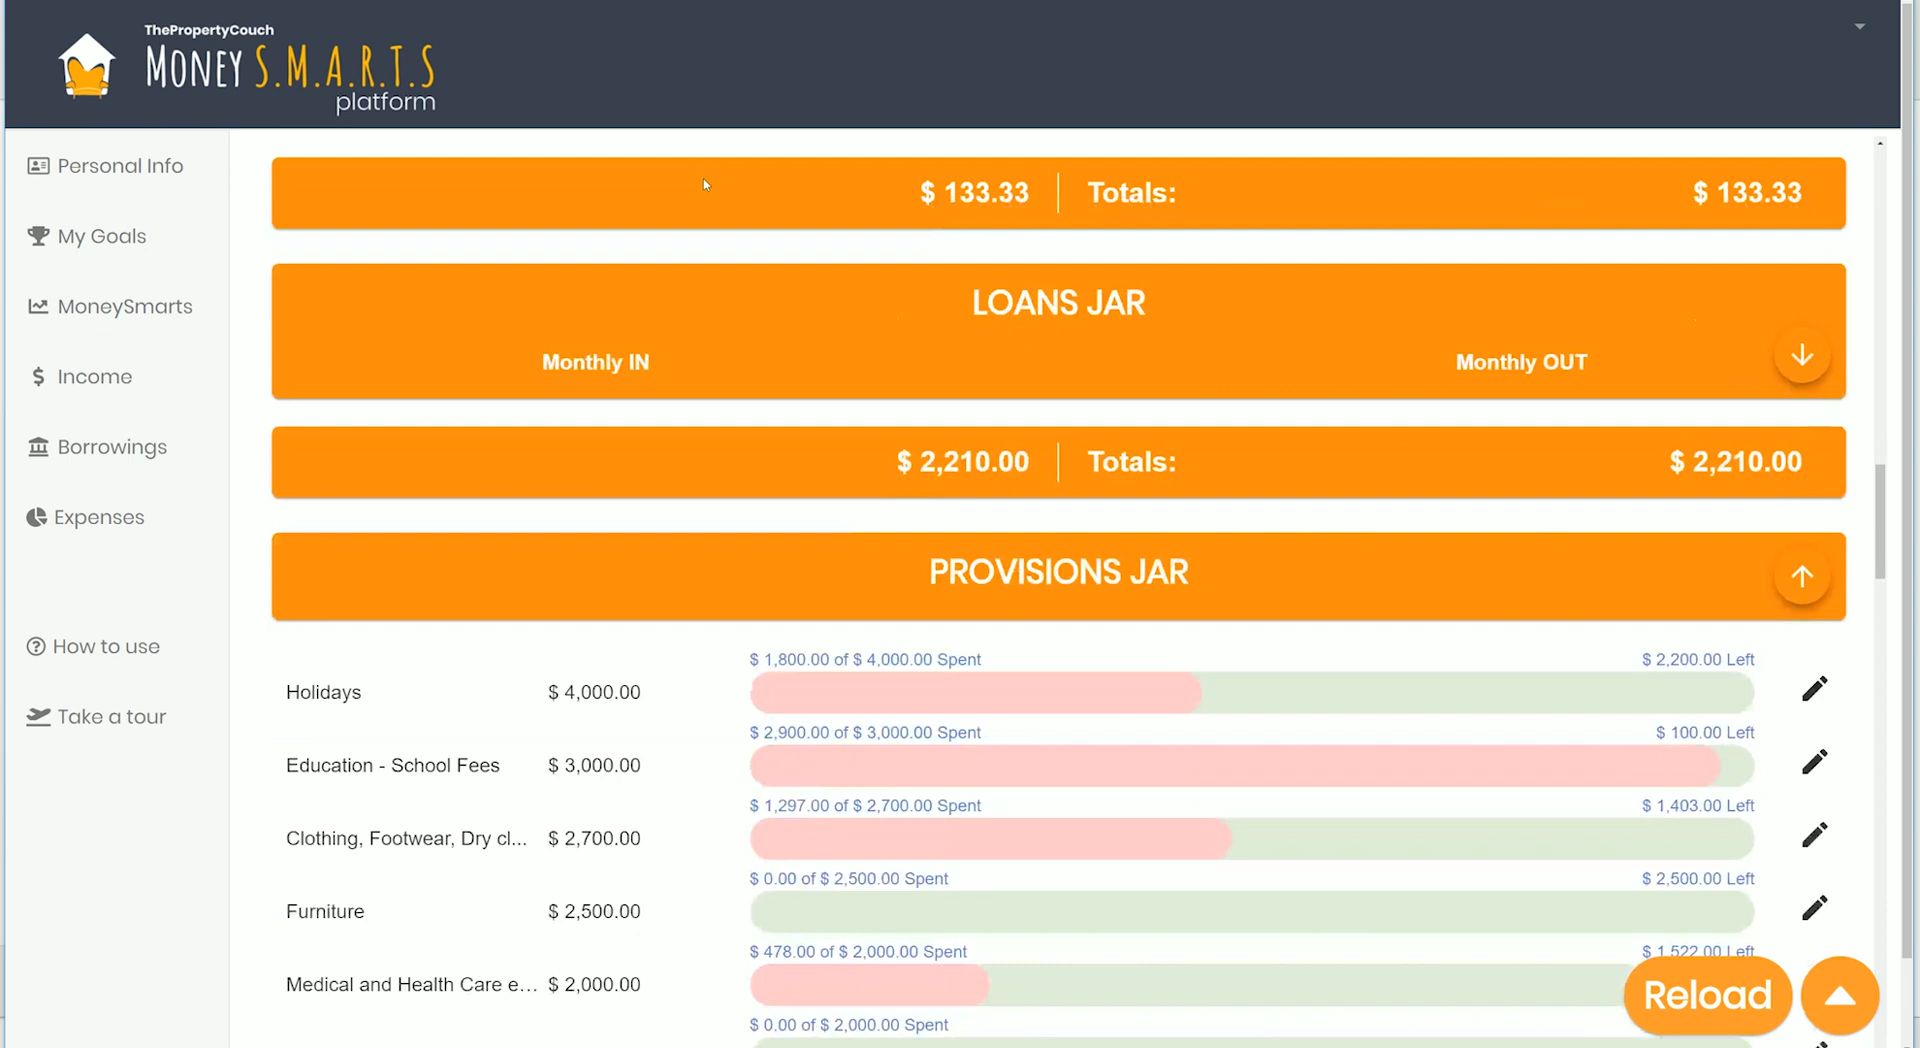 ThePropertyCouch
MONEY S.M.A.R.T.S
platform
Personal Info
My Goals
MoneySmarts
Income
Borrowings
Expenses
How to use
Take a tour
$ 133.33 Totals: $ 133.33
LOANS JAR
Monthly IN Monthly OUT
$ 2,210.00 Totals: $ 2,210.00
PROVISIONS JAR
$ 1,800.00 of $ 4,000.00 Spent $ 2,200.00 Left
Holidays $ 4,000.00
$ 2,900.00 of $ 3,000.00 Spent $ 100.00 Left
Education - School Fees $ 3,000.00
$ 1,297.00 of $ 2,700.00 Spent $ 1,403.00 Left
Clothing, Footwear, Dry cl... $ 2,700.00
$ 0.00 of $ 2,500.00 Spent $ 2,500.00 Left
Furniture $ 2,500.00
$ 478.00 of $ 2,000.00 Spent $ 1,522.00 Left
Medical and Health Care e... $ 2,000.00
Reload
$ 0.00 of $ 2,000.00 Spent